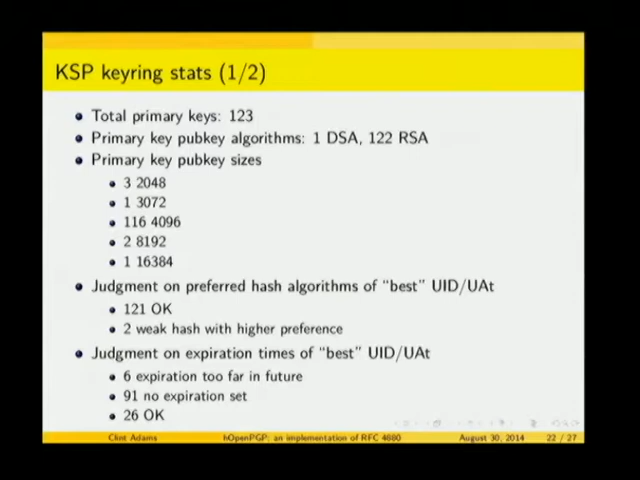 KSP keyring stats (1/2)
Total primary keys: 123
Primary key pubkey algorithms: 1 DSA, 122 RSA
Primary key pubkey sizes
3 2048
1 3072
116 4096
2 8192
1 16384
Judgment on preferred hash algorithms of "best" UID/UAt
121 OK
2 weak hash with higher preference
Judgment on expiration times of "best" UID/UAt
6 expiration too far in future
91 no expiration set
26 OK
Clint Adams hOpenPGP: an implementation of RFC 4880 August 30, 2014 22 / 27